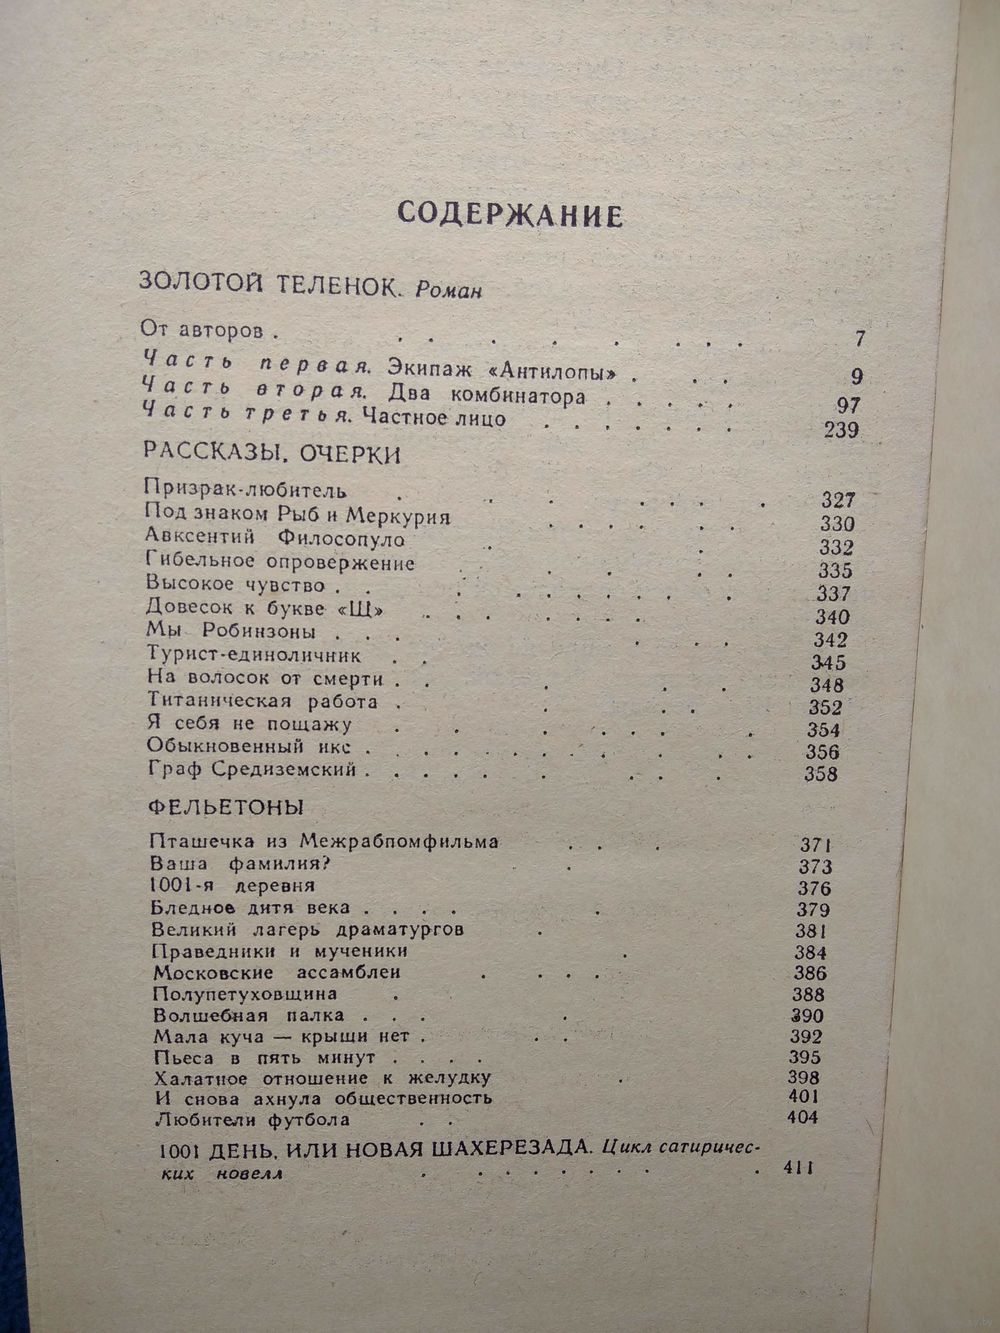 СОДЕРЖАНИЕ
ЗОЛОТОЙ ТЕЛЕНОК. Роман
От авторов . . . . . . . . . 7
Часть первая. Экипаж «Антилопы» . . . 9
Часть вторая. Два комбинатора . . . . . 97
Часть третья. Частное лицо . . . . . . . 239
РАССКАЗЫ, ОЧЕРКИ
Призрак-любитель . . . . . . . 327
Под знаком Рыб и Меркурия . . . . . . 330
Авксентий Философуло . . 332
Гибельное опровержение . . . . . 335
Высокое чувство . . . . . . . . . 337
Довесок к букве «Щ» . . . . . . . 340
Мы Робинзоны . . . . . . 342
Турист-единоличник . . 345
На волосок от смерти . . . . . 348
Титаническая работа . . . . 352
Я себя не пощажу . . . . . . . 354
Обыкновенный икс . . . . . . . . . . 356
Граф Средиземский . . . . . . . . . 358
ФЕЛЬЕТОНЫ
Пташечка из Межрабпомфильма . . . 371
Ваша фамилия? . 373
1001-я деревня 376
Бледное дитя века . . . . . 379
Великий лагерь драматургов . 381
Праведники и мученики . 384
Московские ассамблеи . . . . 386
Полупетуховщина . 388
Волшебная палка . . . . 390
Мала куча — крыши нет . . . 392
Пьеса в пять минут . . . . 395
Халатное отношение к желудку . 398
И снова ахнула общественность 401
Любители футбола . . 404
1001 ДЕНЬ, ИЛИ НОВАЯ ШАХЕРЕЗАДА. Цикл сатиричес-
ких новелл . . . . . . . . . 411